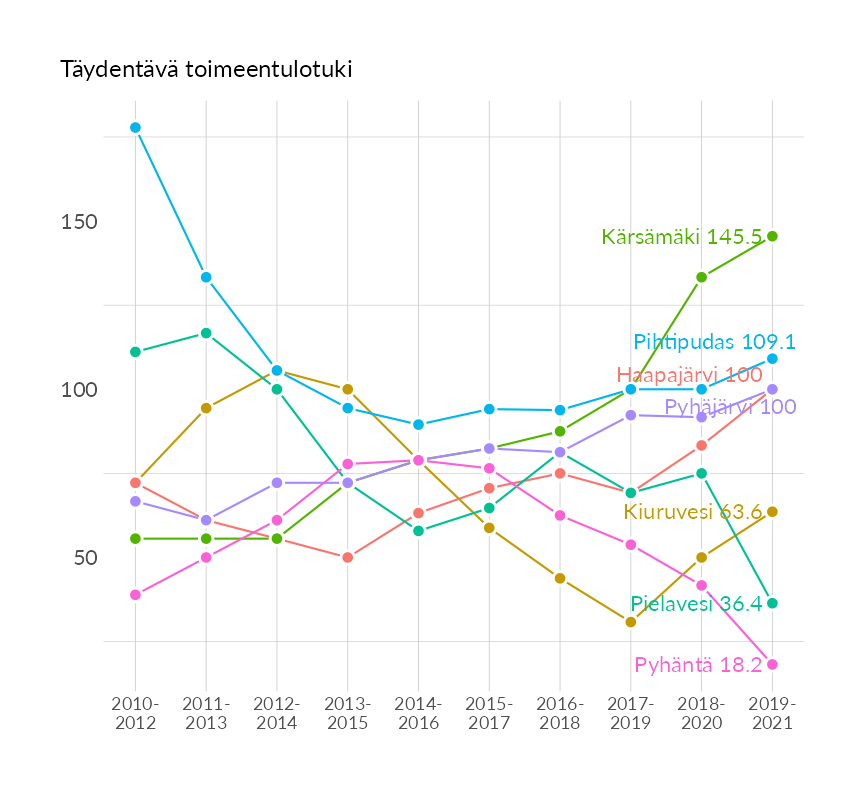 Täydentävä toimeentulotuki
150
100
50
Kärsämäki 145.5
Pihtipudas 109.1
Haapajärvi 100
Pyhäjärvi 100
Kiuruvesi 63.6
Pielavesi 36.4
Pyhäntä 18.2
2010- 2011- 2012- 2013- 2014- 2015- 2016- 2017- 2018- 2019-
2012 2013 2014 2015 2016 2017 2018 2019 2020 2021